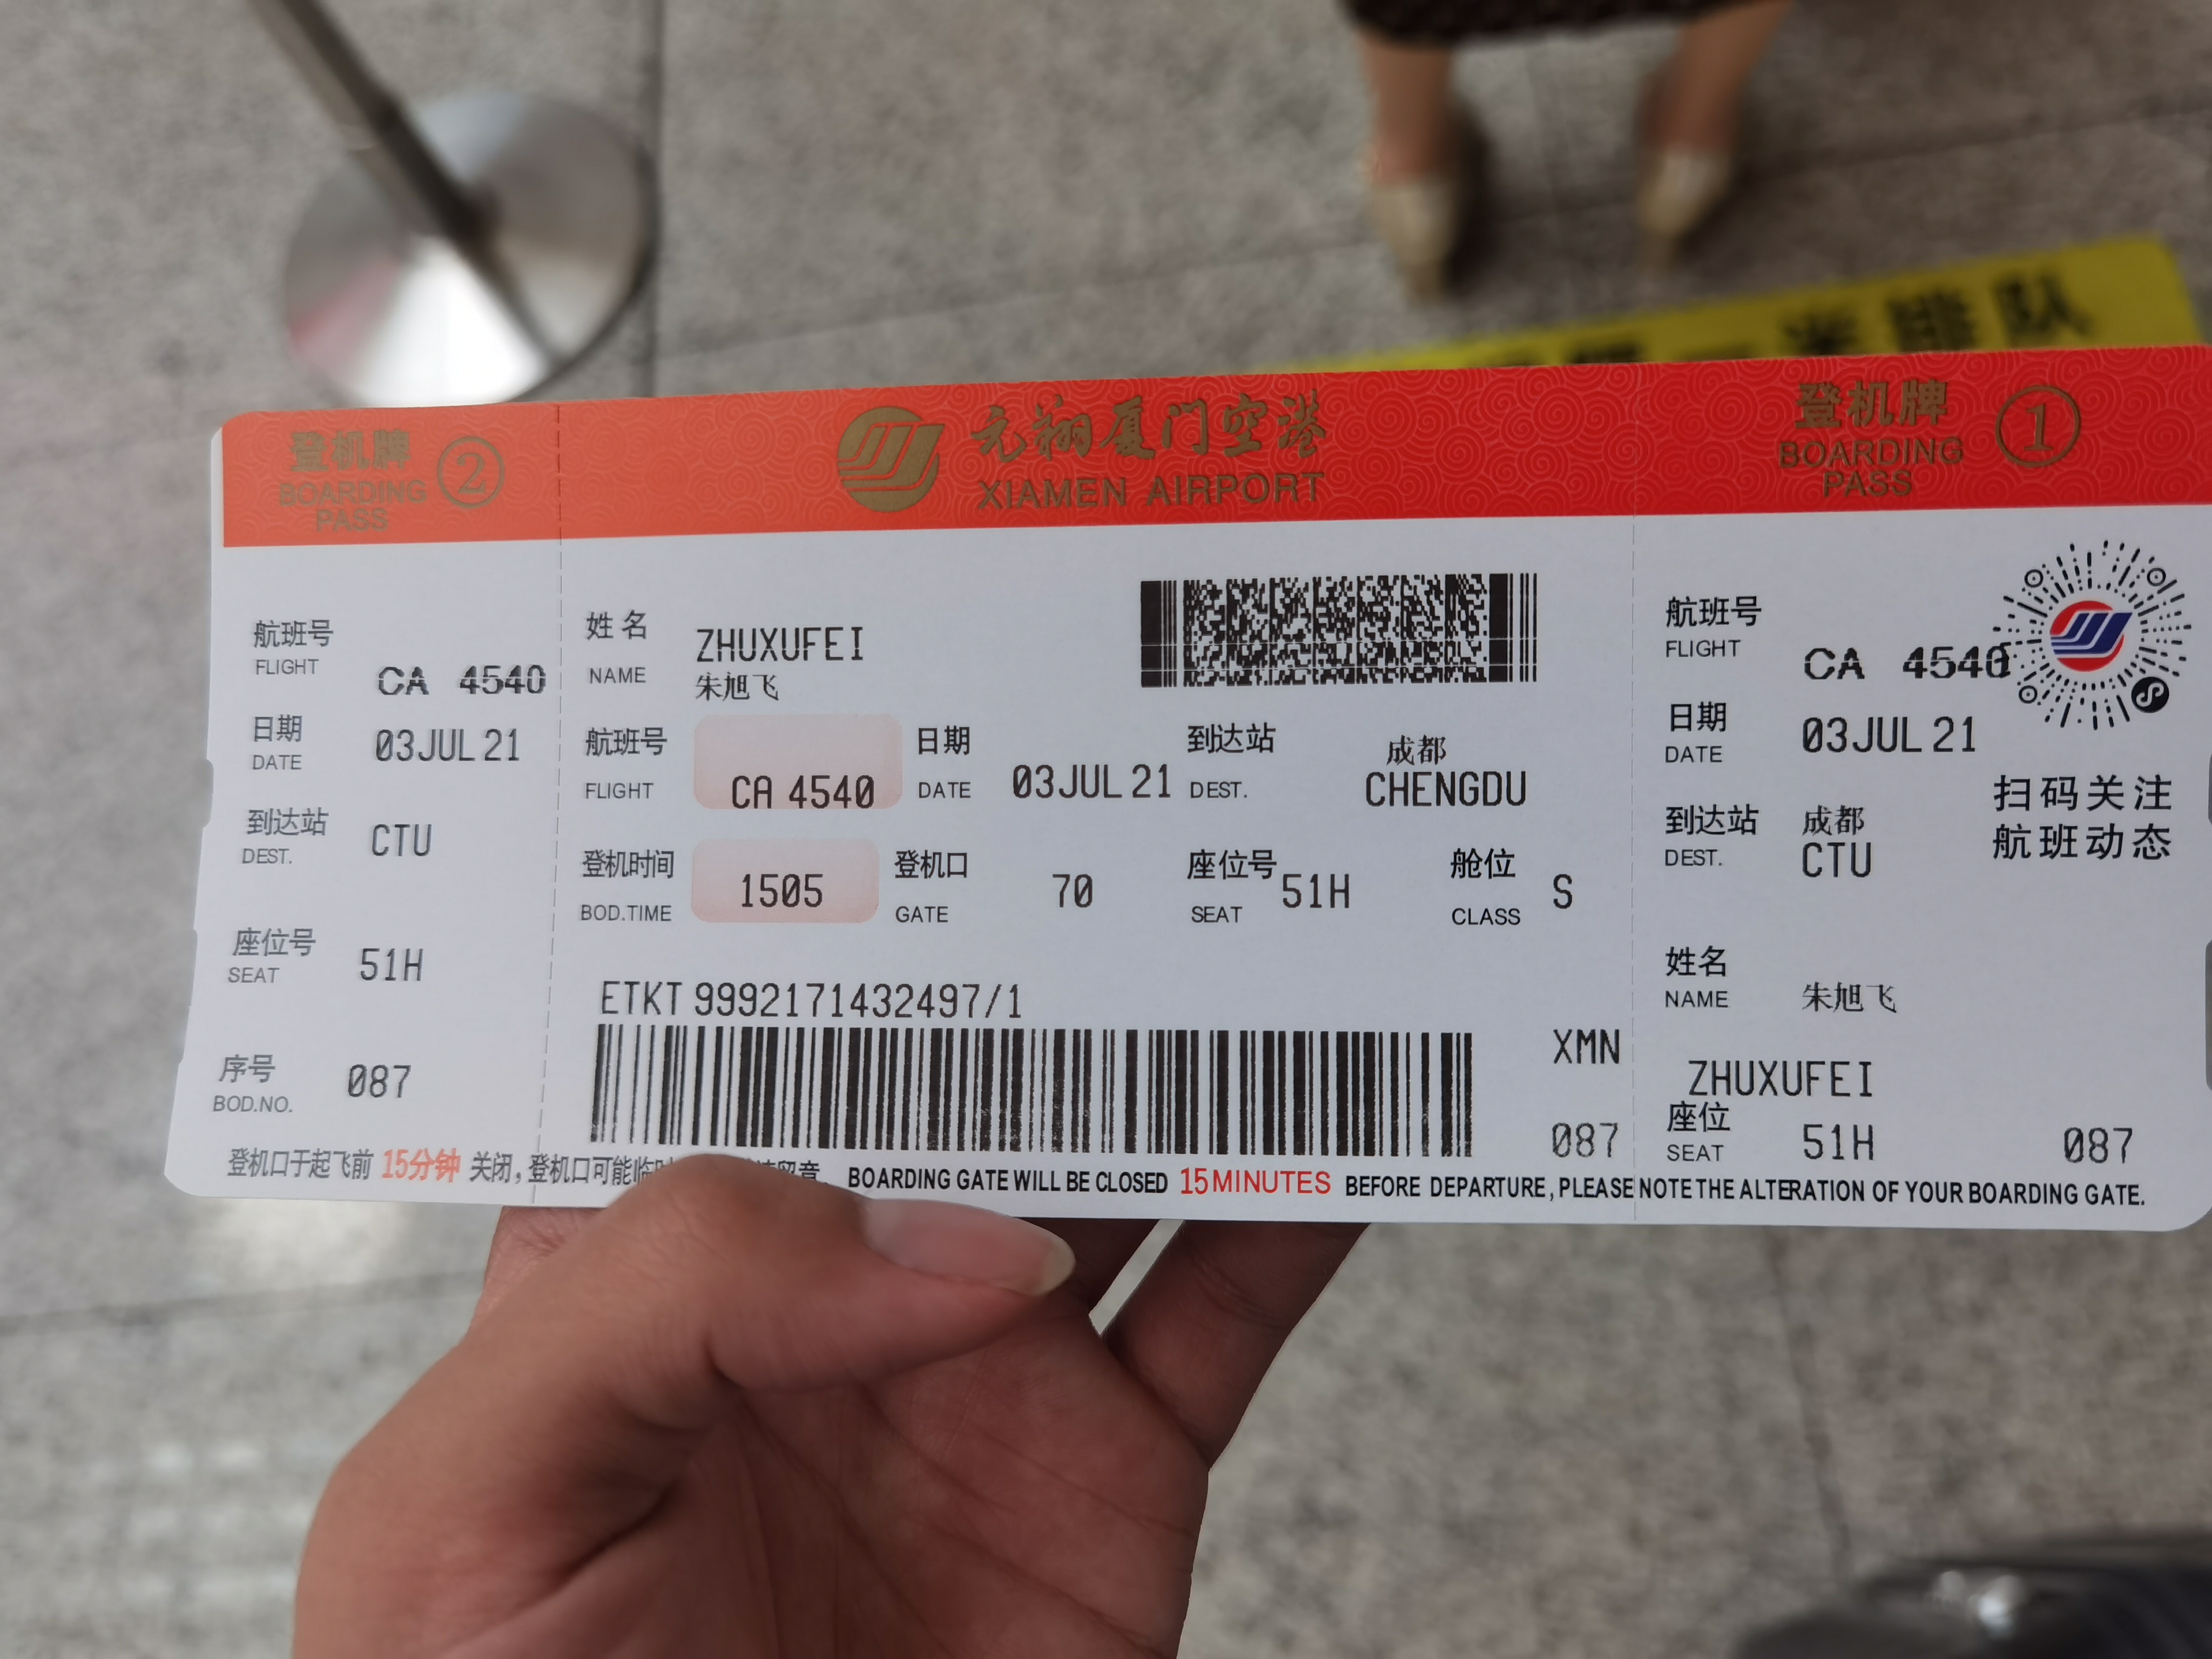 米排队
登机牌
BOARDING
PASS
②
元翔厦门空港
XIAMEN AIRPORT
登机牌
BOARDING
PASS
①
航班号
FLIGHT
CA 4540
日期
DATE
03JUL21
到达站
DEST.
CTU
座位号
SEAT
51H
序号
BOD.NO.
087
姓名
NAME
ZHUXUFEI
朱旭飞
航班号
FLIGHT
CA 4540
日期
DATE
03JUL21
到达站
DEST.
成都
CHENGDU
登机时间
BOD.TIME
1505
登机口
GATE
70
座位号
SEAT
51H
舱位
CLASS
S
ETKT 9992171432497/1
XMN
087
航班号
FLIGHT
CA 4540
日期
DATE
03JUL21
到达站
DEST.
成都
CTU
扫码关注
航班动态
姓名
NAME
朱旭飞
ZHUXUFEI
座位
SEAT
51H
087
登机口于起飞前 15分钟 关闭,登机口可能临 留意。 BOARDING GATE WILL BE CLOSED 15MINUTES BEFORE DEPARTURE,PLEASE NOTE THE ALTERATION OF YOUR BOARDING GATE.